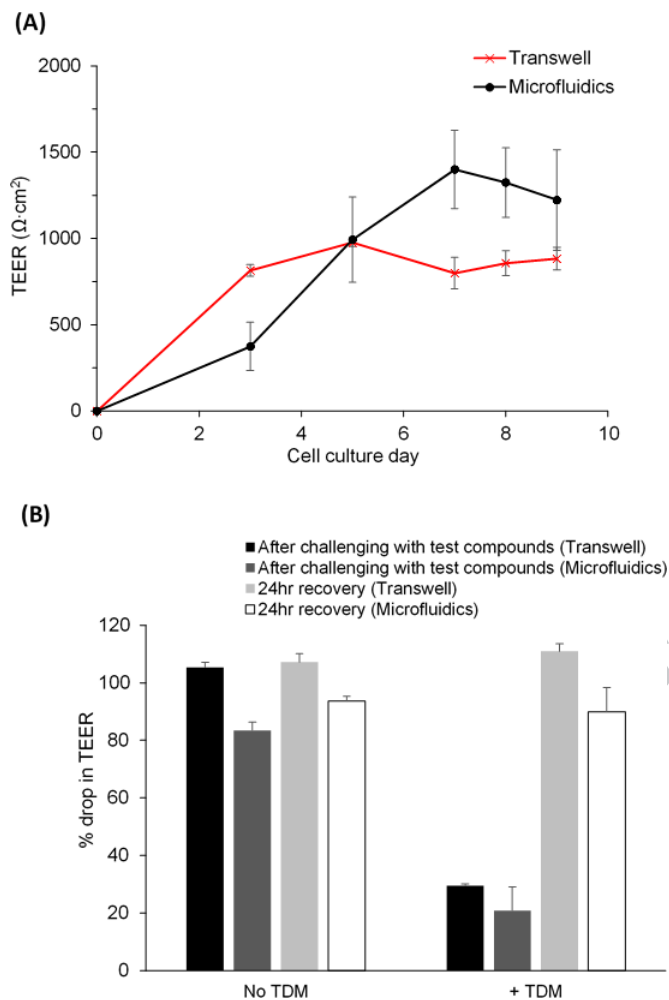 (A)
Transwell
Microfluidics
2000
1500
1000
500
0
TEER (Ω·cm²)
0 2 4 6 8 10
Cell culture day
(B)
After challenging with test compounds (Transwell)
After challenging with test compounds (Microfluidics)
24hr recovery (Transwell)
24hr recovery (Microfluidics)
120
100
80
60
40
20
0
% drop in TEER
No TDM + TDM